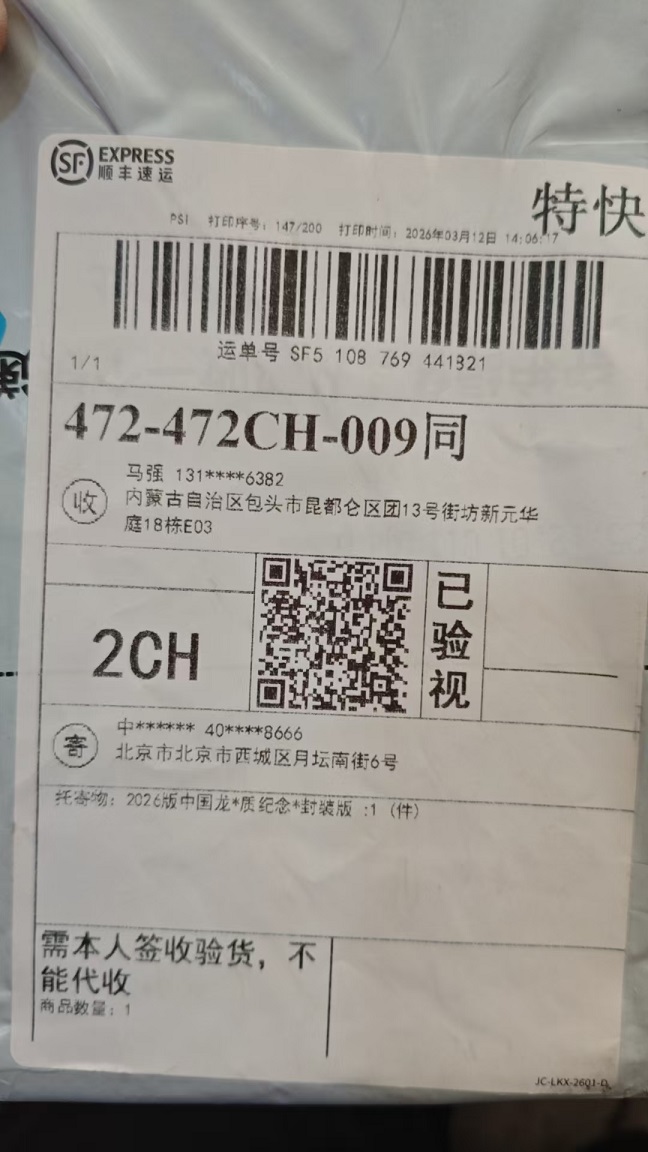 SF EXPRESS
顺丰速运
特快
PSI 打印序号：147/200 打印时间：2026年03月12日 14:06:17
运单号 SF5 108 769 441821
1/1
472-472CH-009同
收
马强 131****6382
内蒙古自治区包头市昆都仑区团13号街坊新元华
庭18栋E03
2CH
已
验
视
寄
中****** 40****8666
北京市北京市西城区月坛南街6号
托寄物：2026版中国龙*质纪念*封装版 :1 (件)
需本人签收验货，不
能代收
商品数量：1
JC-LKX-2601-D